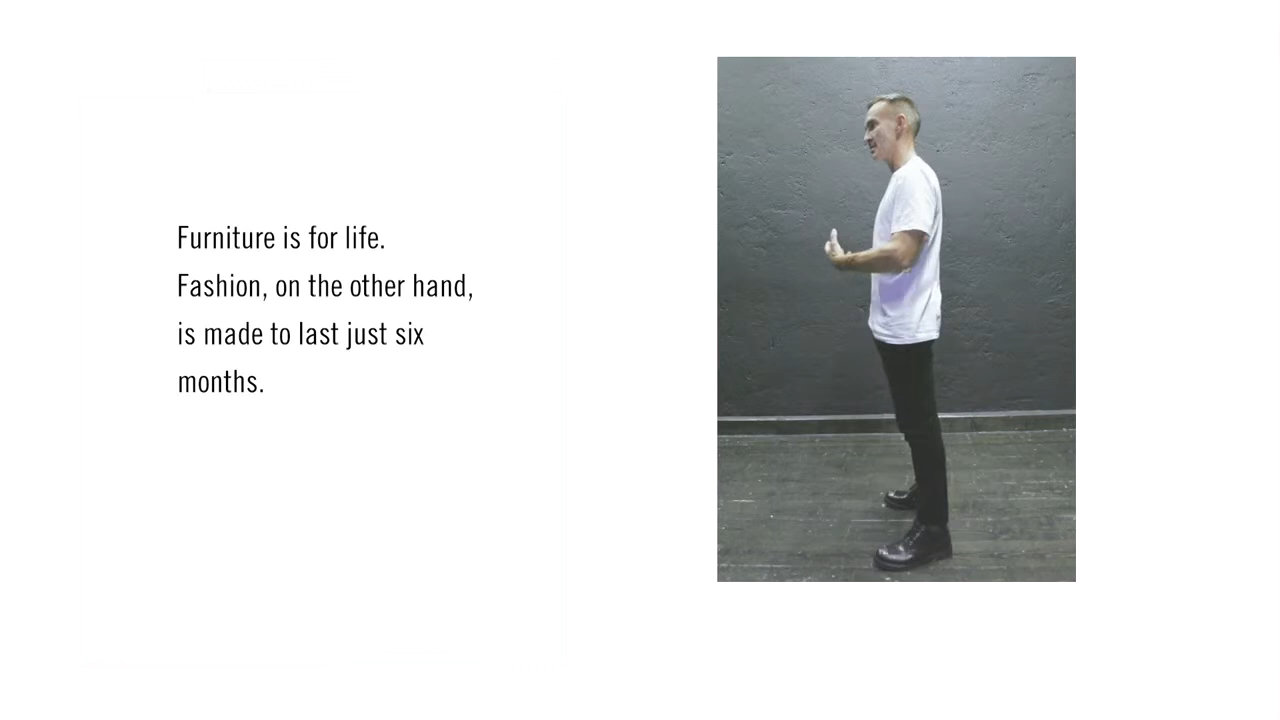 Furniture is for life.
Fashion, on the other hand,
is made to last just six
months.